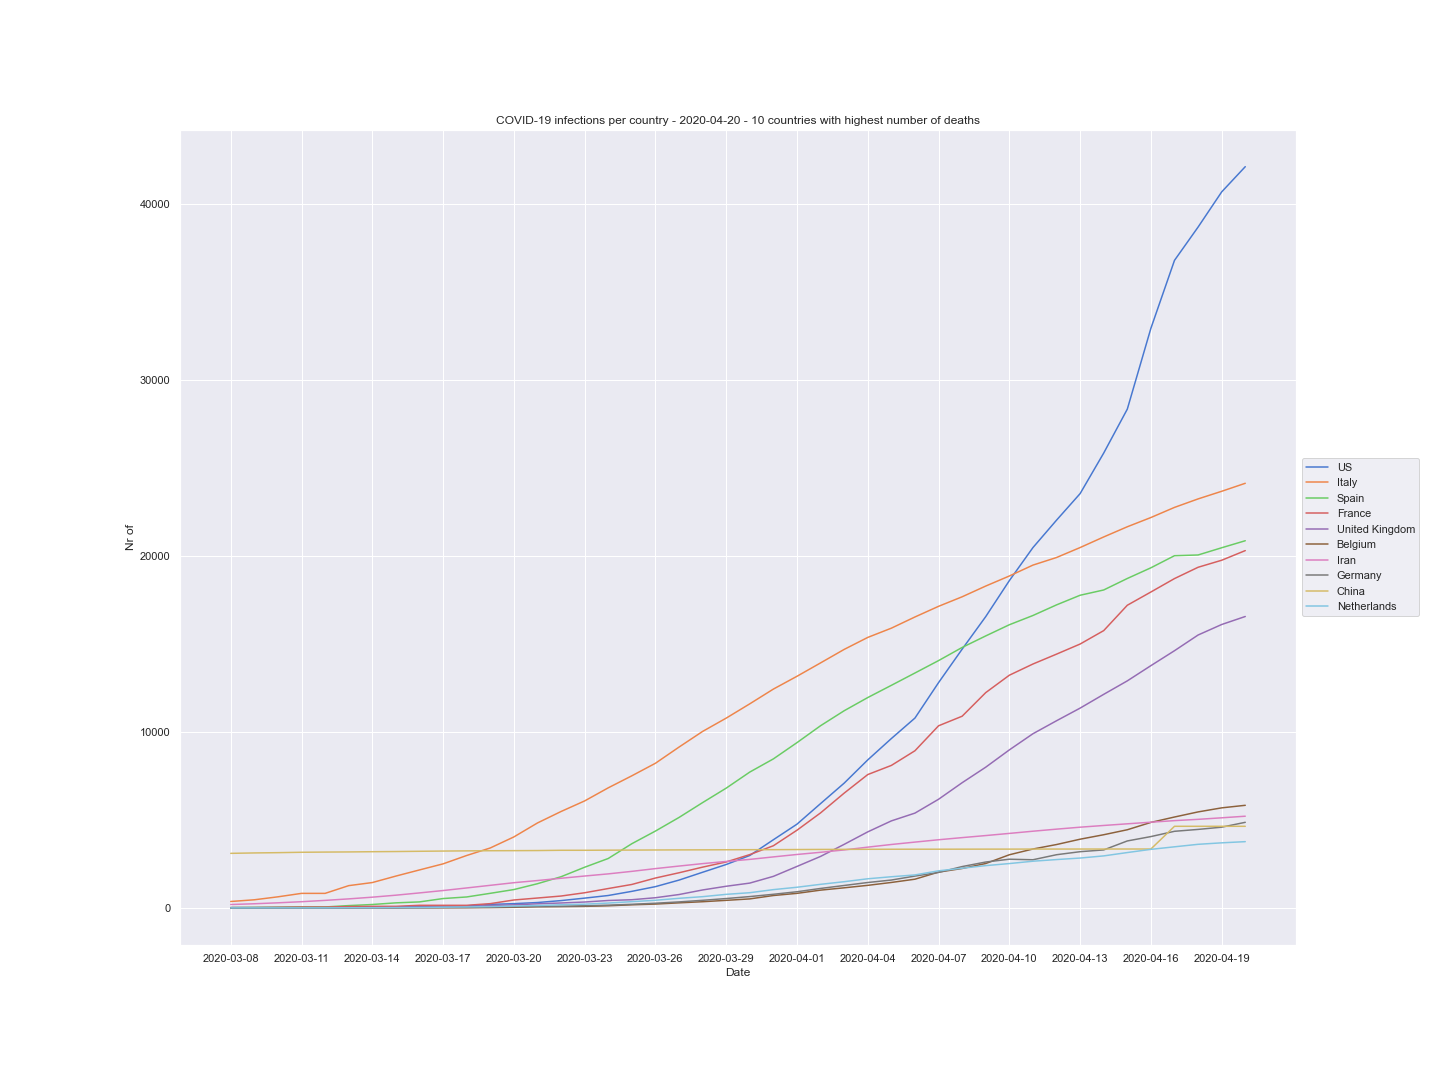 COVID-19 infections per country - 2020-04-20 - 10 countries with highest number of deaths
Nr of
40000
30000
20000
10000
0
2020-03-08 2020-03-11 2020-03-14 2020-03-17 2020-03-20 2020-03-23 2020-03-26 2020-03-29 2020-04-01 2020-04-04 2020-04-07 2020-04-10 2020-04-13 2020-04-16 2020-04-19
Date
US
Italy
Spain
France
United Kingdom
Belgium
Iran
Germany
China
Netherlands